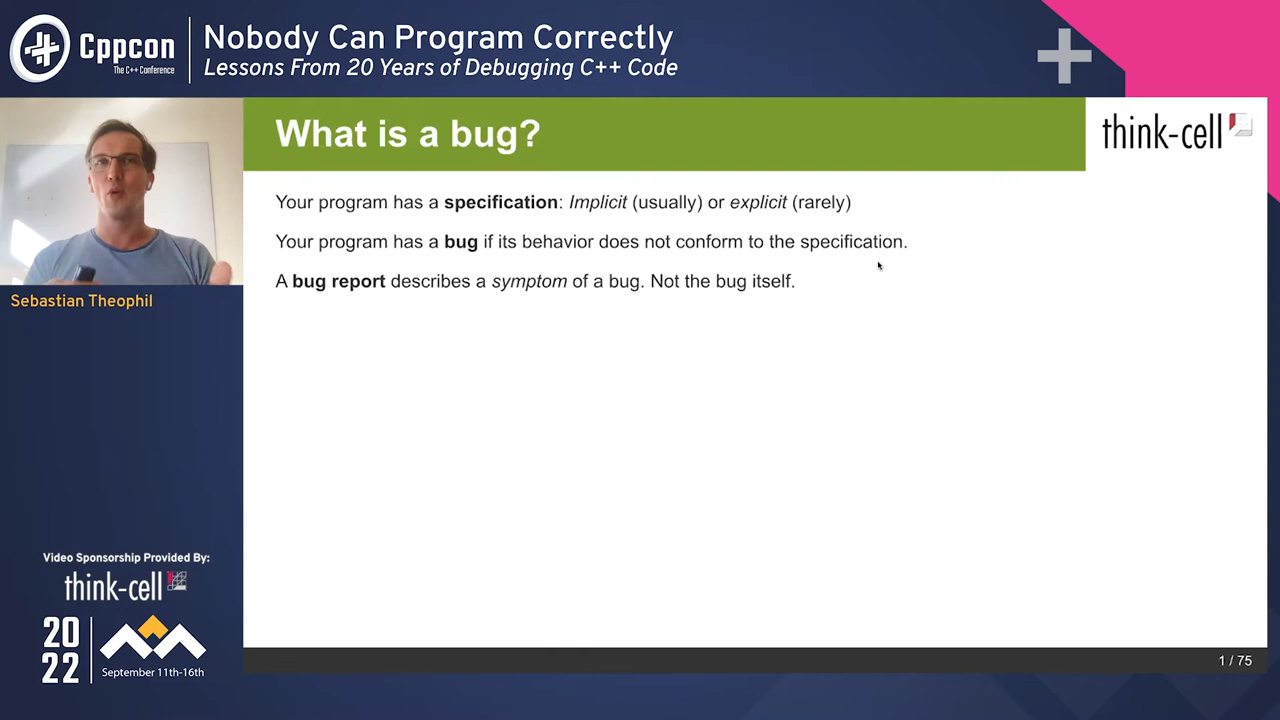 Cppcon
The C++ Conference
Nobody Can Program Correctly
Lessons From 20 Years of Debugging C++ Code
What is a bug?
think-cell
Your program has a specification: Implicit (usually) or explicit (rarely)
Your program has a bug if its behavior does not conform to the specification.
A bug report describes a symptom of a bug. Not the bug itself.
Sebastian Theophil
Video Sponsorship Provided By:
think-cell
20
22
September 11th-16th
1 / 75